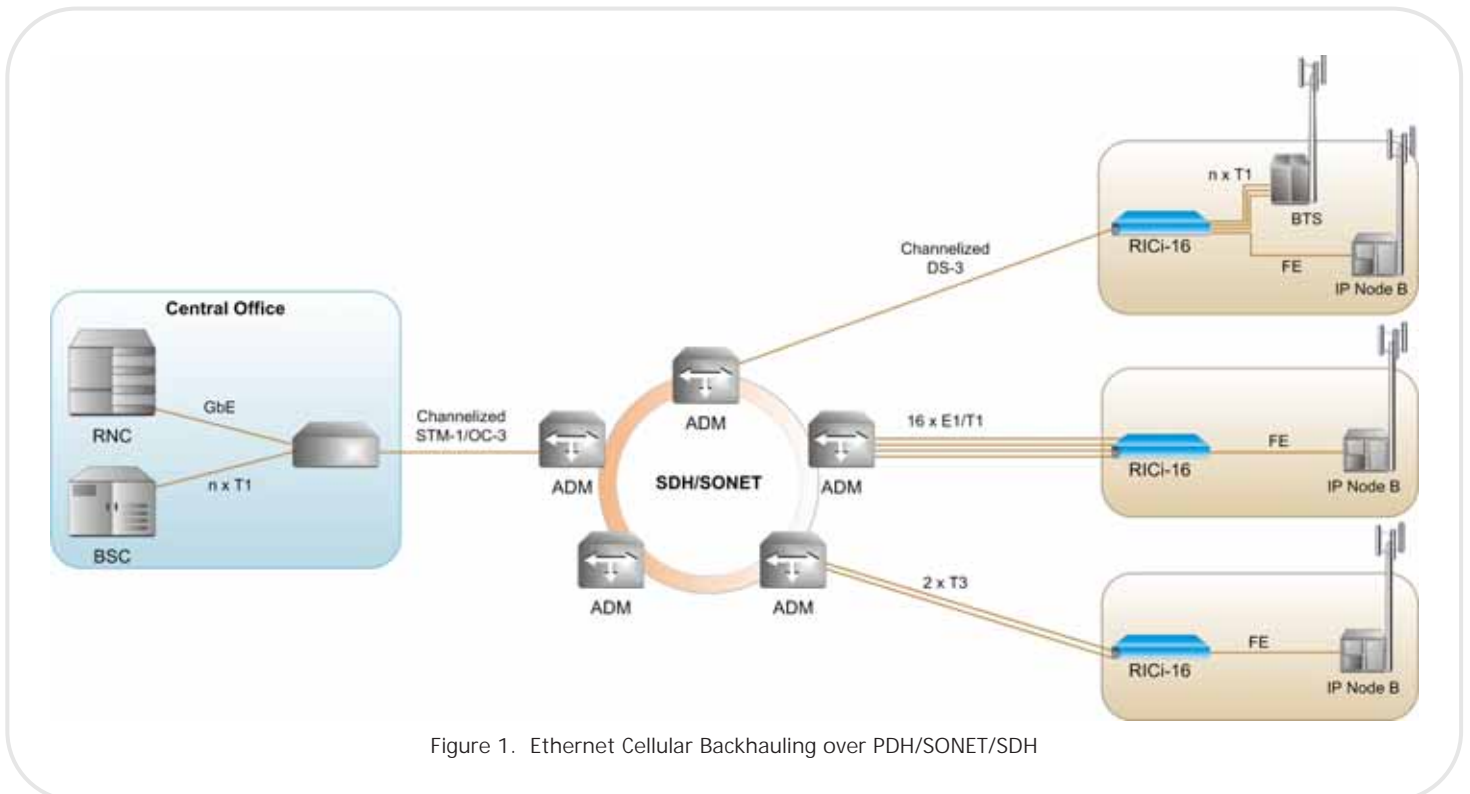 Central Office
RNC
GbE
BSC
n x T1
Channelized
STM-1/OC-3
ADM
ADM
ADM
ADM
ADM
SDH/SONET
Channelized
DS-3
RICi-16
n x T1
BTS
FE
IP Node B
16 x E1/T1
RICi-16
FE
IP Node B
2 x T3
RICi-16
FE
IP Node B
Figure 1. Ethernet Cellular Backhauling over PDH/SONET/SDH